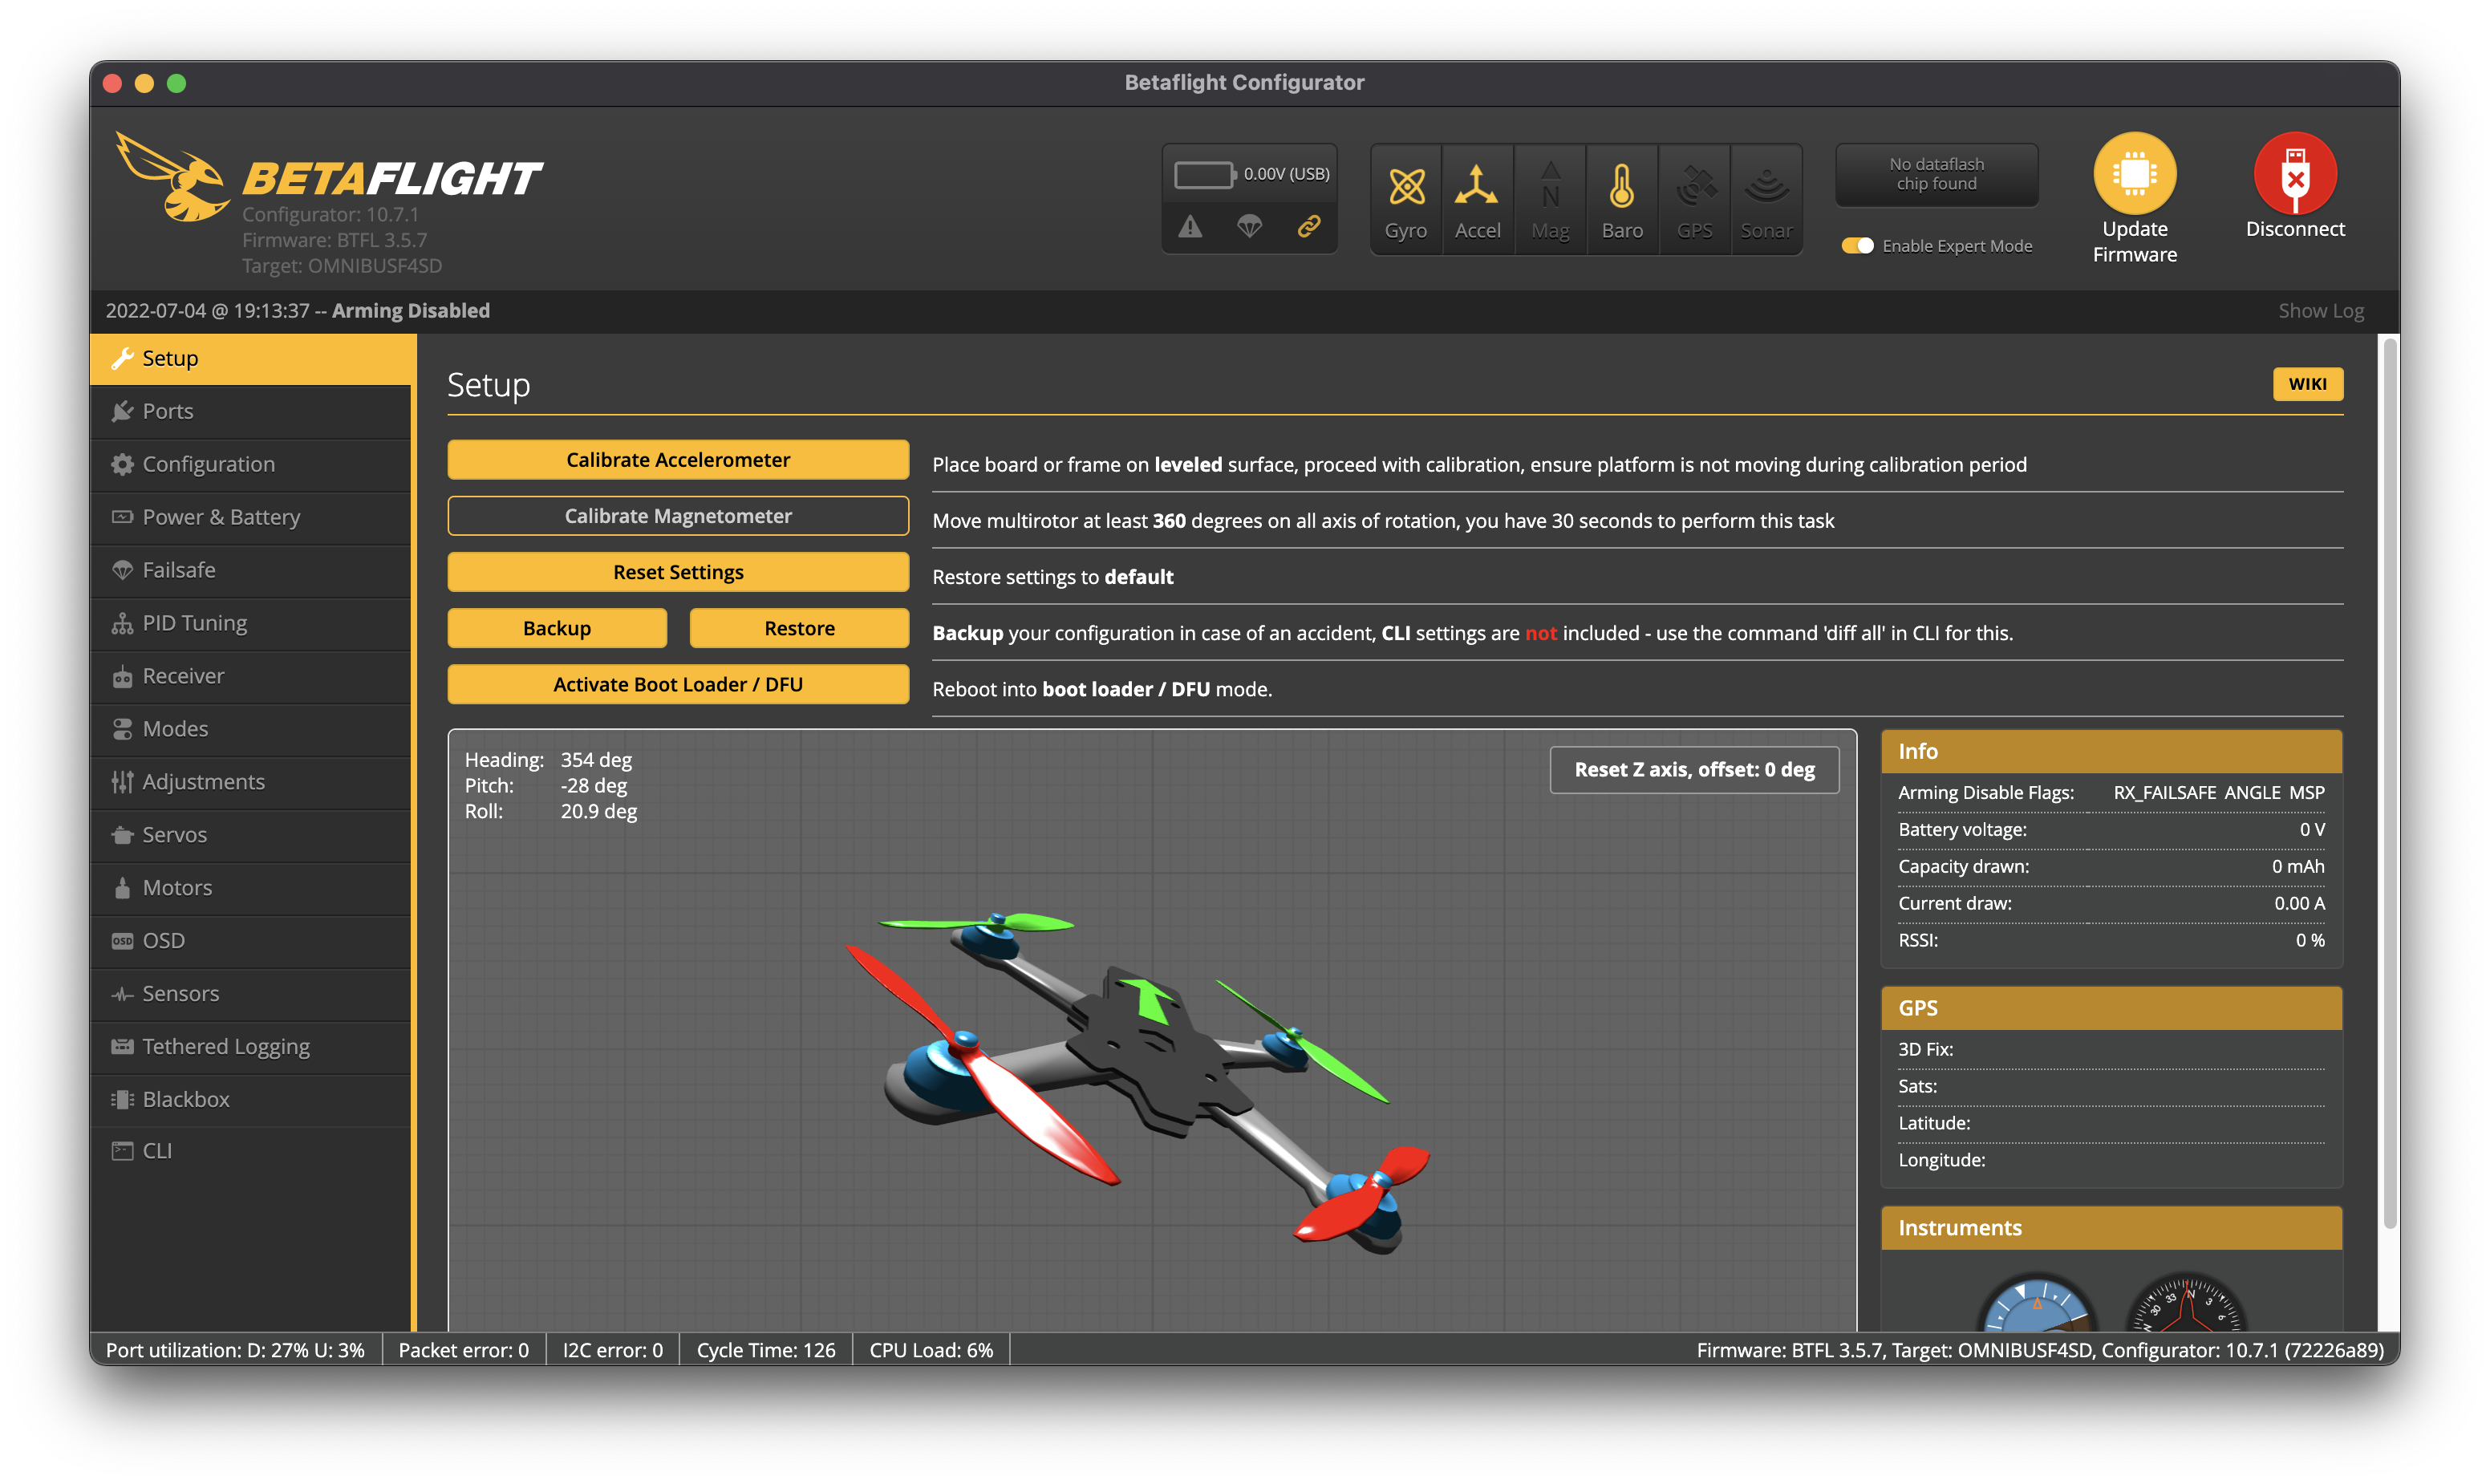 Betaflight Configurator
BETAFLIGHT
Configurator: 10.7.1
Firmware: BTFL 3.5.7
Target: OMNIBUSF4SD
0.00V (USB)
Gyro
Accel
N
Mag
Baro
GPS
Sonar
No dataflash
chip found
Enable Expert Mode
Update
Firmware
Disconnect
2022-07-04 @ 19:13:37 -- Arming Disabled
Show Log
Setup
Ports
Configuration
Power & Battery
Failsafe
PID Tuning
Receiver
Modes
Adjustments
Servos
Motors
OSD OSD
Sensors
Tethered Logging
Blackbox
CLI
Setup
WIKI
Calibrate Accelerometer
Place board or frame on leveled surface, proceed with calibration, ensure platform is not moving during calibration period
Calibrate Magnetometer
Move multirotor at least 360 degrees on all axis of rotation, you have 30 seconds to perform this task
Reset Settings
Restore settings to default
Backup
Restore
Backup your configuration in case of an accident, CLI settings are not included - use the command 'diff all' in CLI for this.
Activate Boot Loader / DFU
Reboot into boot loader / DFU mode.
Heading: 354 deg
Pitch: -28 deg
Roll: 20.9 deg
Reset Z axis, offset: 0 deg
Info
Arming Disable Flags: RX_FAILSAFE ANGLE MSP
Battery voltage: 0 V
Capacity drawn: 0 mAh
Current draw: 0.00 A
RSSI: 0 %
GPS
3D Fix:
Sats:
Latitude:
Longitude:
Instruments
30 33 N 3 6
Port utilization: D: 27% U: 3%
Packet error: 0
I2C error: 0
Cycle Time: 126
CPU Load: 6%
Firmware: BTFL 3.5.7, Target: OMNIBUSF4SD, Configurator: 10.7.1 (72226a89)